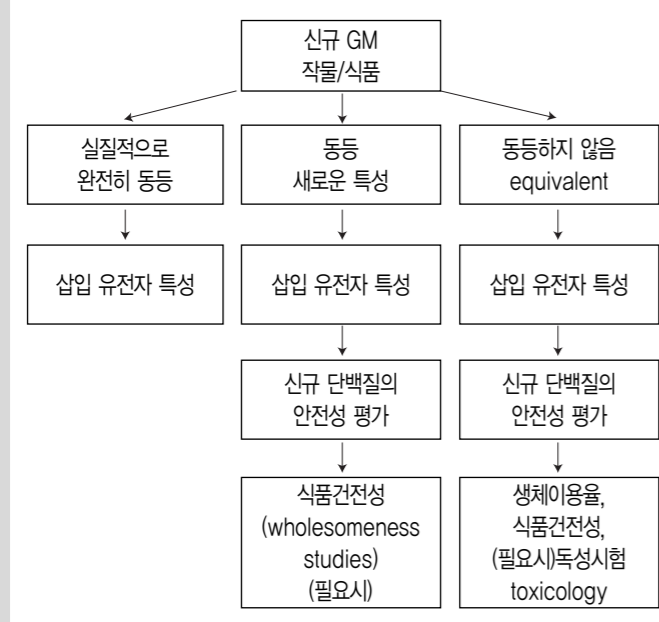 신규 GM
작물/식품
실질적으로
완전히 동등
동등
새로운 특성
동등하지 않음
equivalent
삽입 유전자 특성
삽입 유전자 특성
삽입 유전자 특성
신규 단백질의
안전성 평가
신규 단백질의
안전성 평가
식품건전성
(wholesomeness
studies)
(필요시)
생체이용율,
식품건전성,
(필요시)독성시험
toxicology